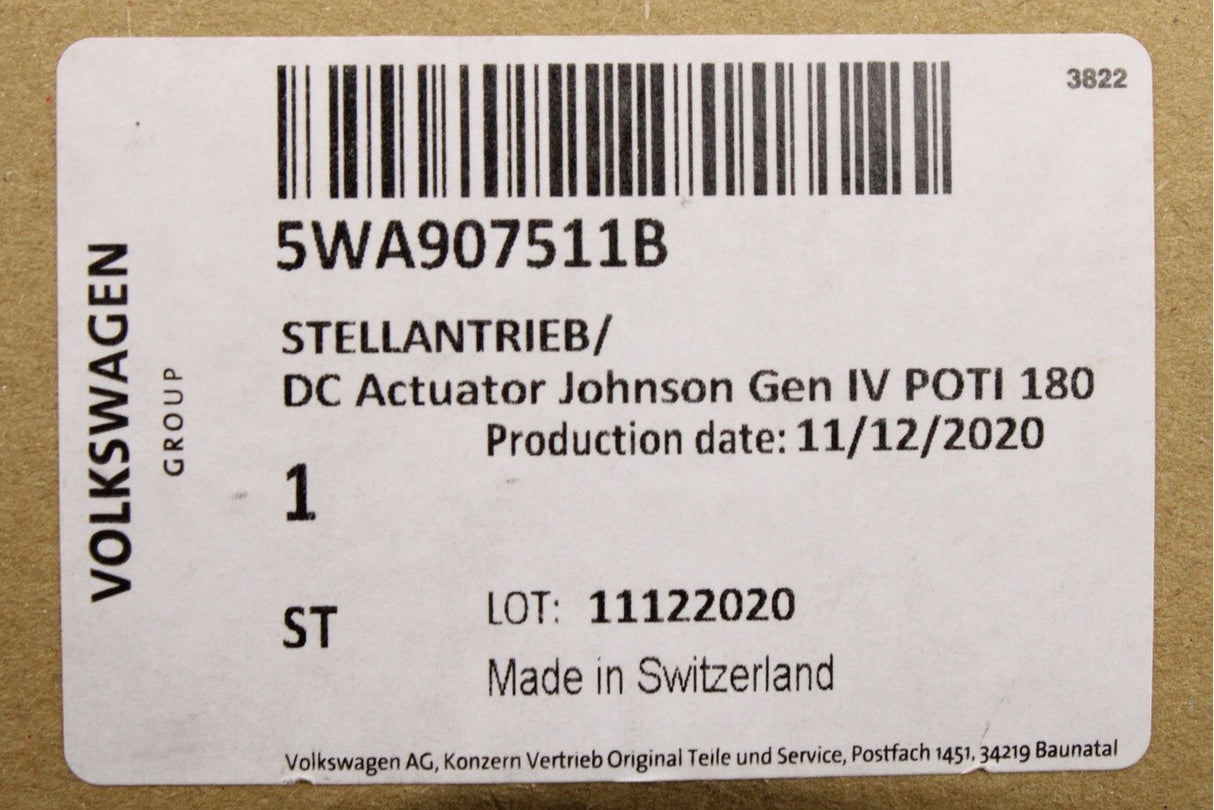 3822
5WA907511B
STELLANTRIEB/
DC Actuator Johnson Gen IV POTI 180
Production date: 11/12/2020
1
ST
LOT: 11122020
Made in Switzerland
VOLKSWAGEN
GROUP
Volkswagen AG, Konzern Vertrieb Original Teile und Service, Postfach 1451, 34219 Baunatal